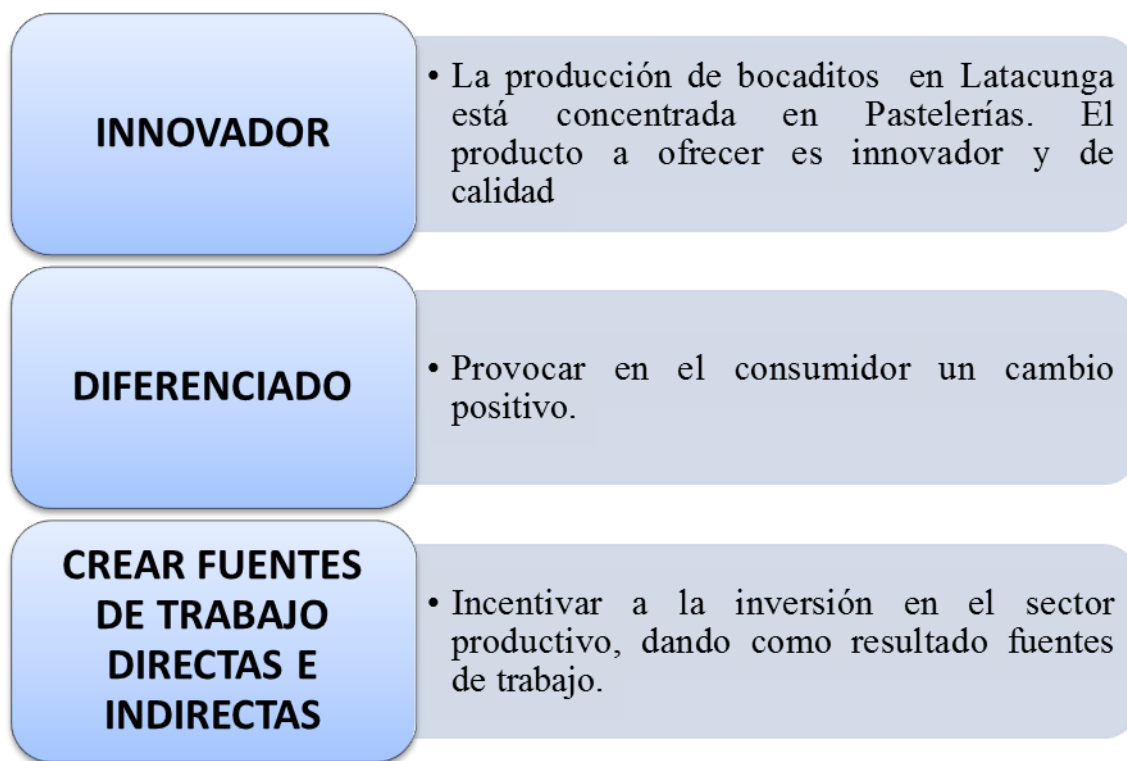 INNOVADOR
• La producción de bocaditos en Latacunga
está concentrada en Pastelerías. El
producto a ofrecer es innovador y de
calidad
DIFERENCIADO
• Provocar en el consumidor un cambio
positivo.
CREAR FUENTES
DE TRABAJO
DIRECTAS E
INDIRECTAS
• Incentivar a la inversión en el sector
productivo, dando como resultado fuentes
de trabajo.